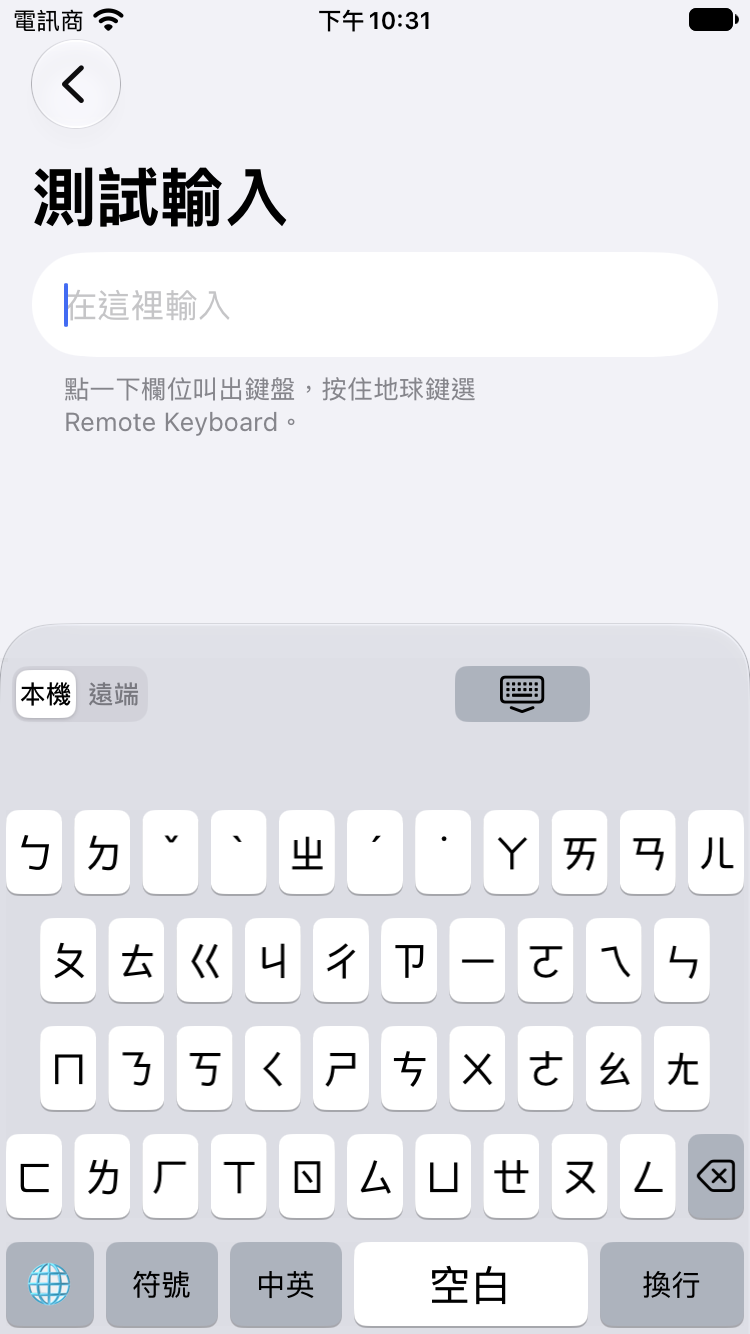 電訊商 下午10:31
測試輸入
在這裡輸入
點一下欄位叫出鍵盤，按住地球鍵選
Remote Keyboard。
本機 遠端
ㄅ ㄉ ˇ ˋ ㄓ ˊ ˙ ㄚ ㄞ ㄢ ㄦ
ㄆ ㄊ ㄍ ㄐ ㄔ ㄗ ㄧ ㄛ ㄟ ㄣ
ㄇ ㄋ ㄎ ㄑ ㄕ ㄘ ㄨ ㄜ ㄠ ㄤ
ㄈ ㄌ ㄏ ㄒ ㄖ ㄙ ㄩ ㄝ ㄡ ㄥ
符號 中英 空白 換行